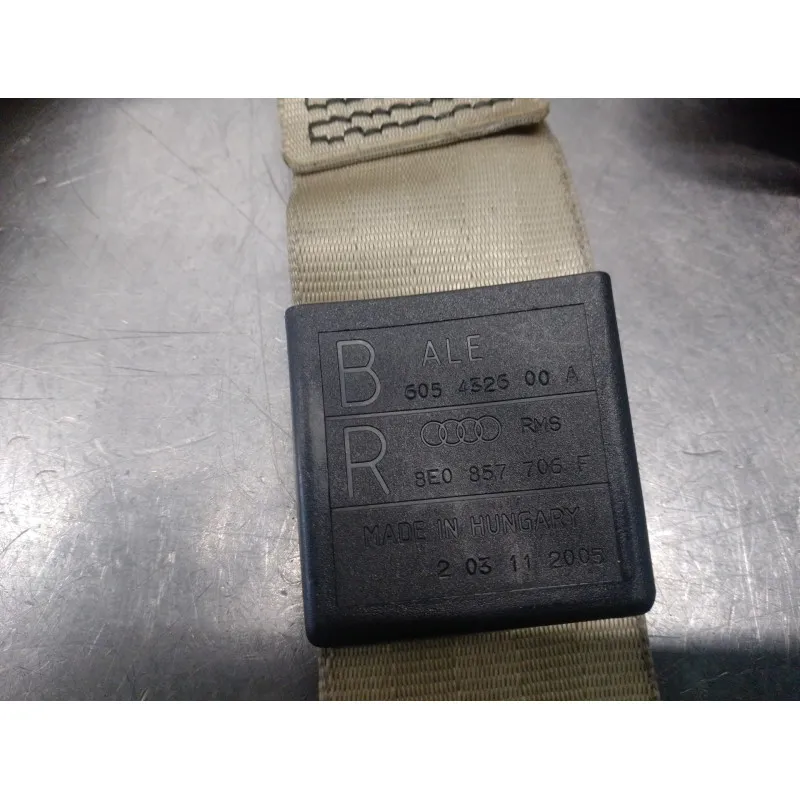 B ALE
605 4326 00 A
R RMS
8E0 857 706 F
MADE IN HUNGARY
2 03 11 2005